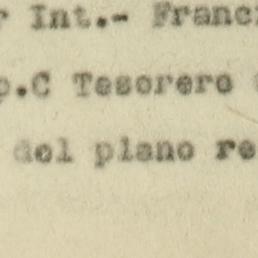 r Int.- Franc
p.C Tesorero
del plano re